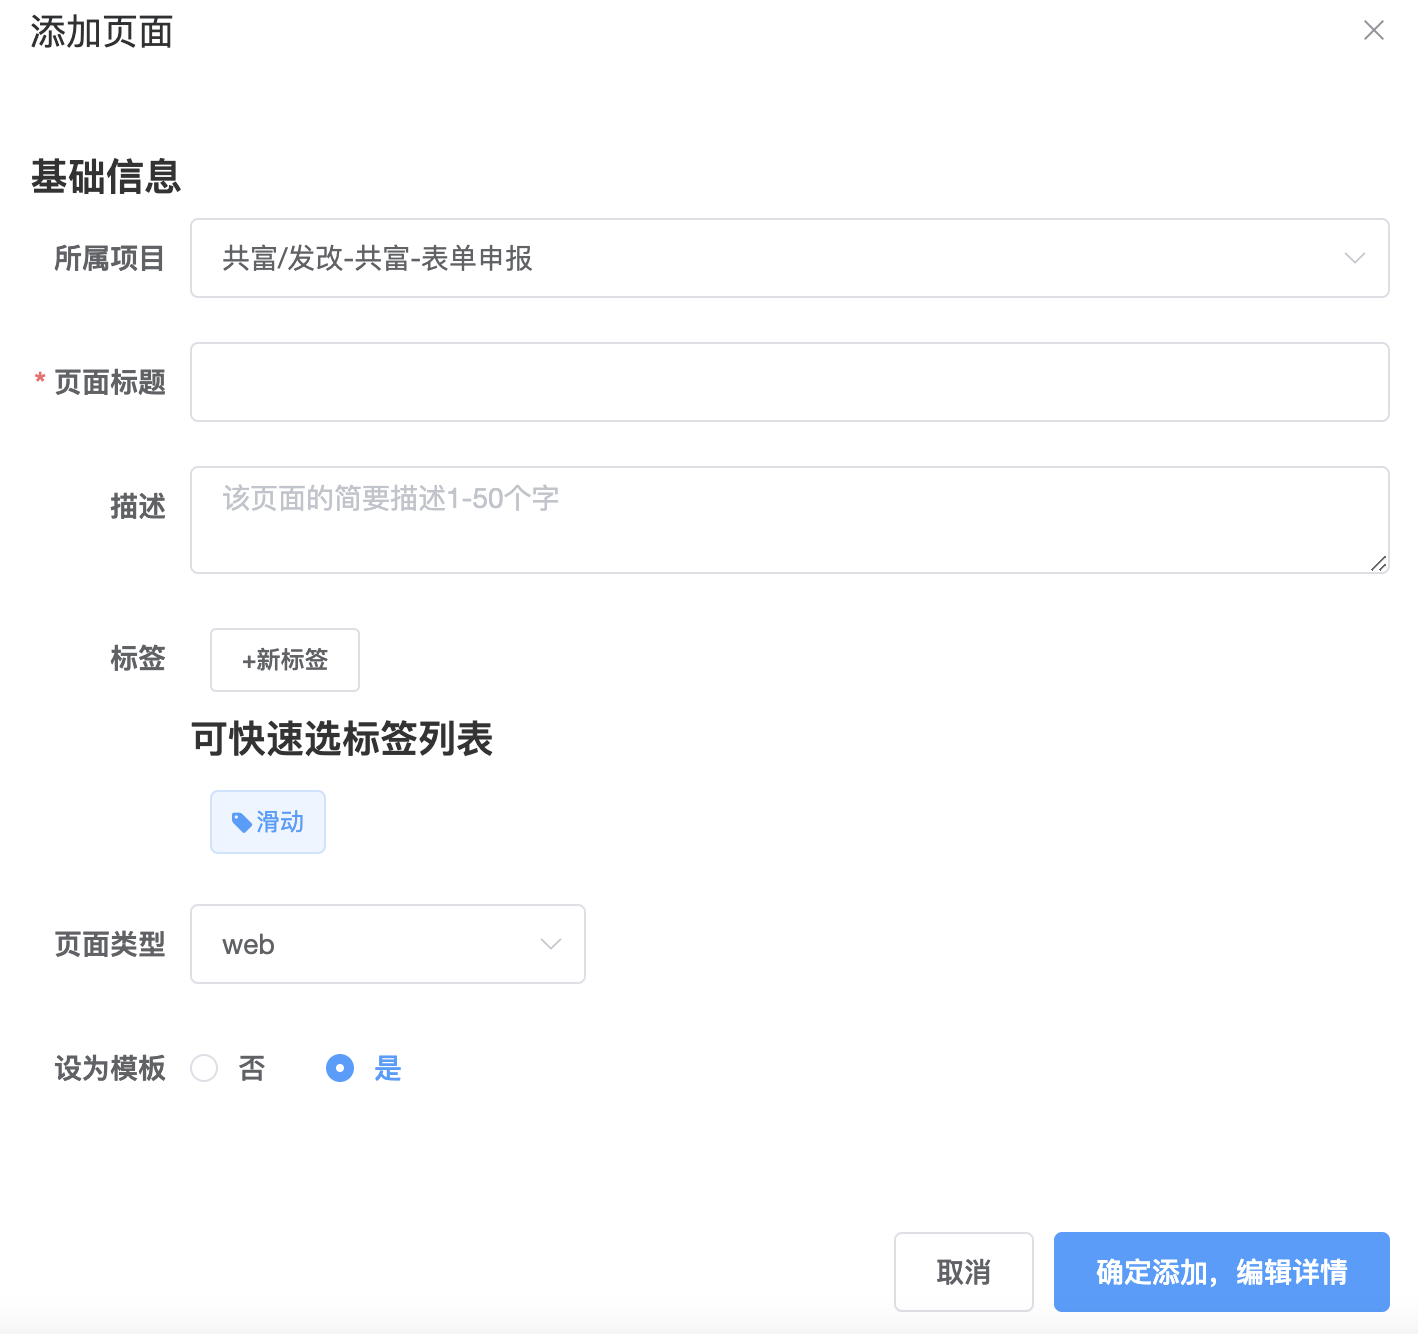 添加页面
基础信息
所属项目
共富/发改-共富-表单申报
* 页面标题
描述
该页面的简要描述1-50个字
标签
+新标签
可快速选标签列表
滑动
页面类型
web
设为模板
否
是
取消
确定添加，编辑详情